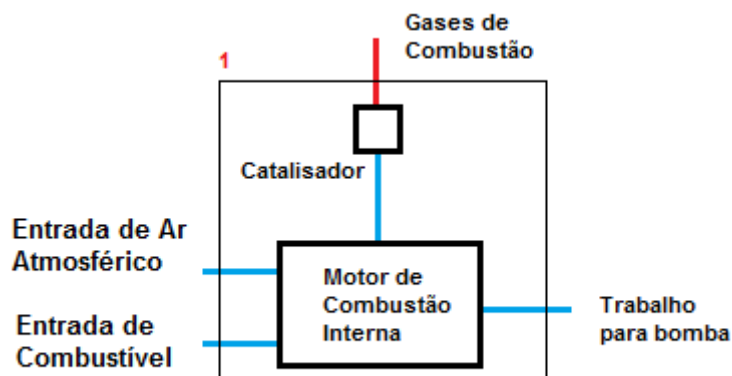 Gases de
Combustão
1
Catalisador
Entrada de Ar
Atmosférico
Motor de
Combustão
Interna
Entrada de
Combustível
Trabalho
para bomba